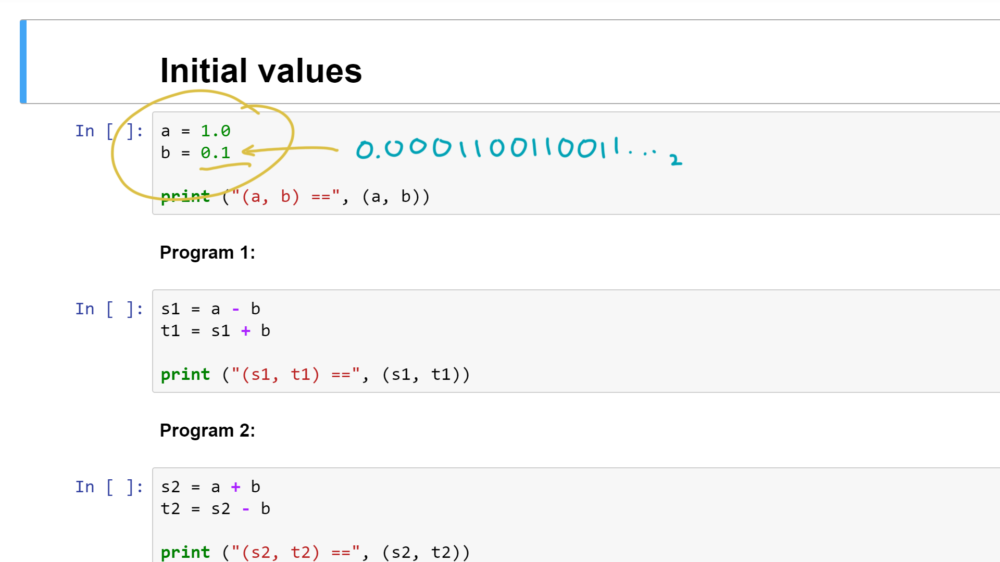 Initial values
In [ ]: a = 1.0
b = 0.1 0.0001100110011...2
print ("(a, b) ==", (a, b))
Program 1:
In [ ]: s1 = a - b
t1 = s1 + b
print ("(s1, t1) ==", (s1, t1))
Program 2:
In [ ]: s2 = a + b
t2 = s2 - b
print ("(s2, t2) ==", (s2, t2))